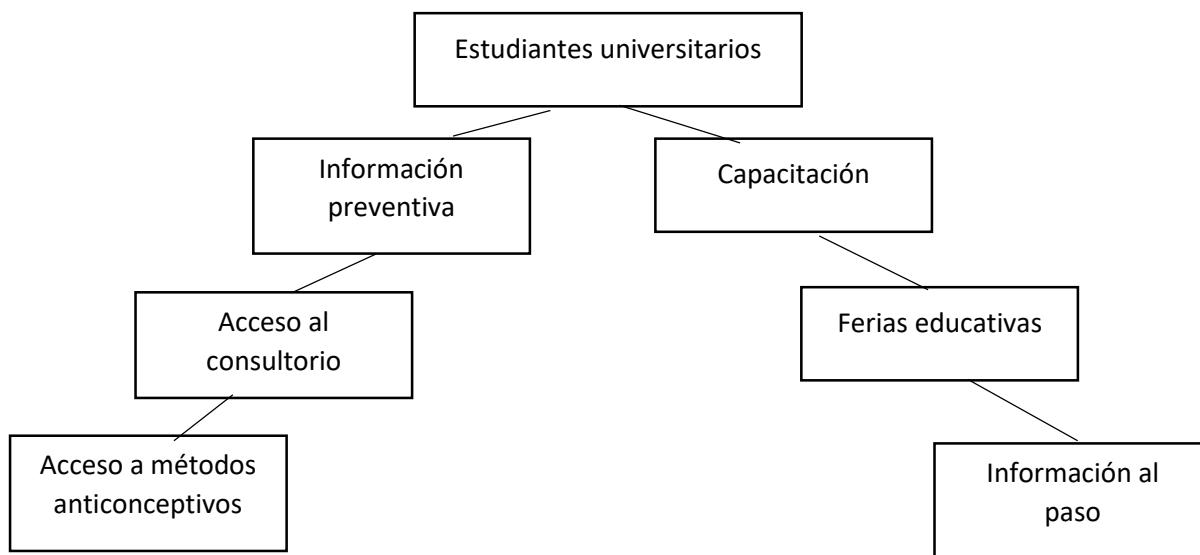 Estudiantes universitarios
Información
preventiva
Capacitación
Acceso al
consultorio
Ferias educativas
Acceso a métodos
anticonceptivos
Información al
paso